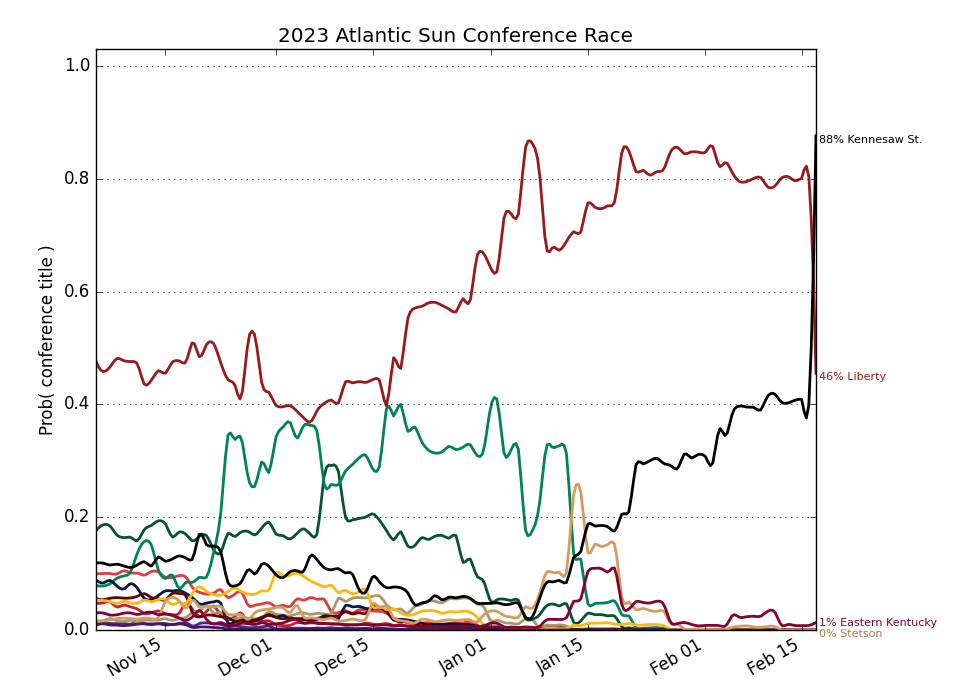 2023 Atlantic Sun Conference Race
1.0
88% Kennesaw St.
0.8
Prob( conference title )
0.6
46% Liberty
0.4
0.2
1% Eastern Kentucky
0.0
0% Stetson
Nov 15
Dec 01
Dec 15
Jan 01
Jan 15
Feb 01
Feb 15